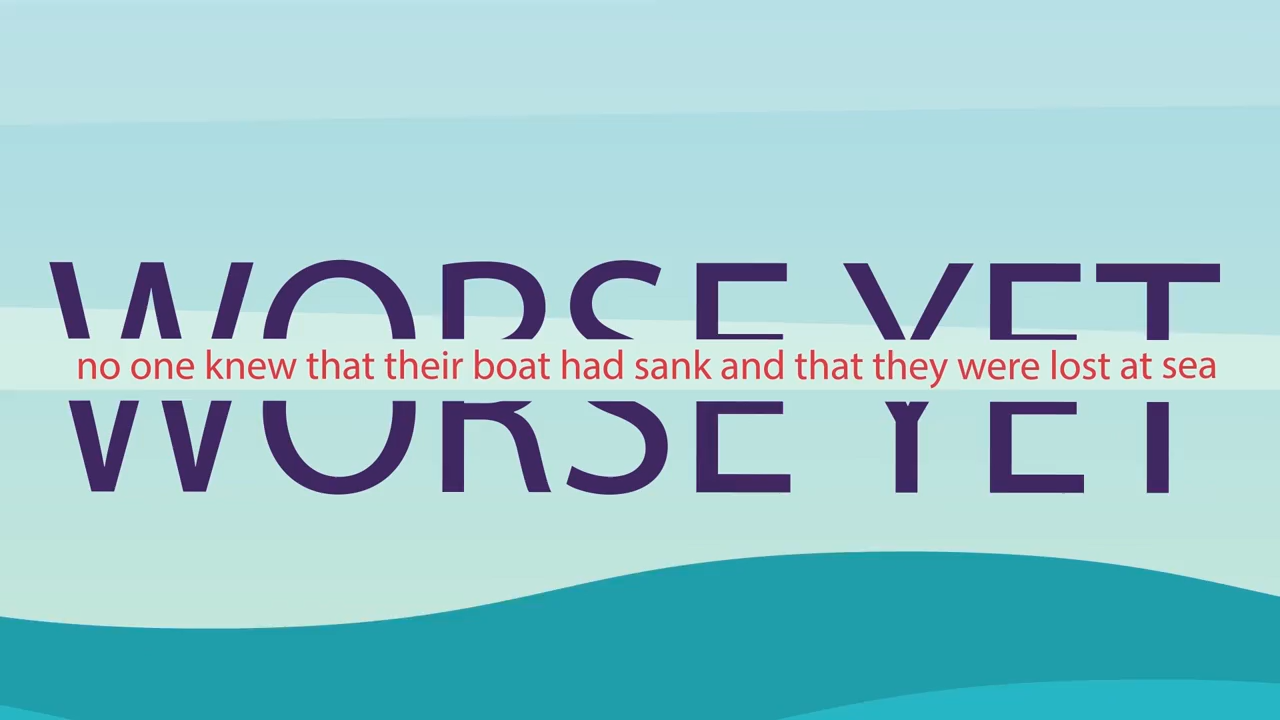 WORSE YET
no one knew that their boat had sank and that they were lost at sea